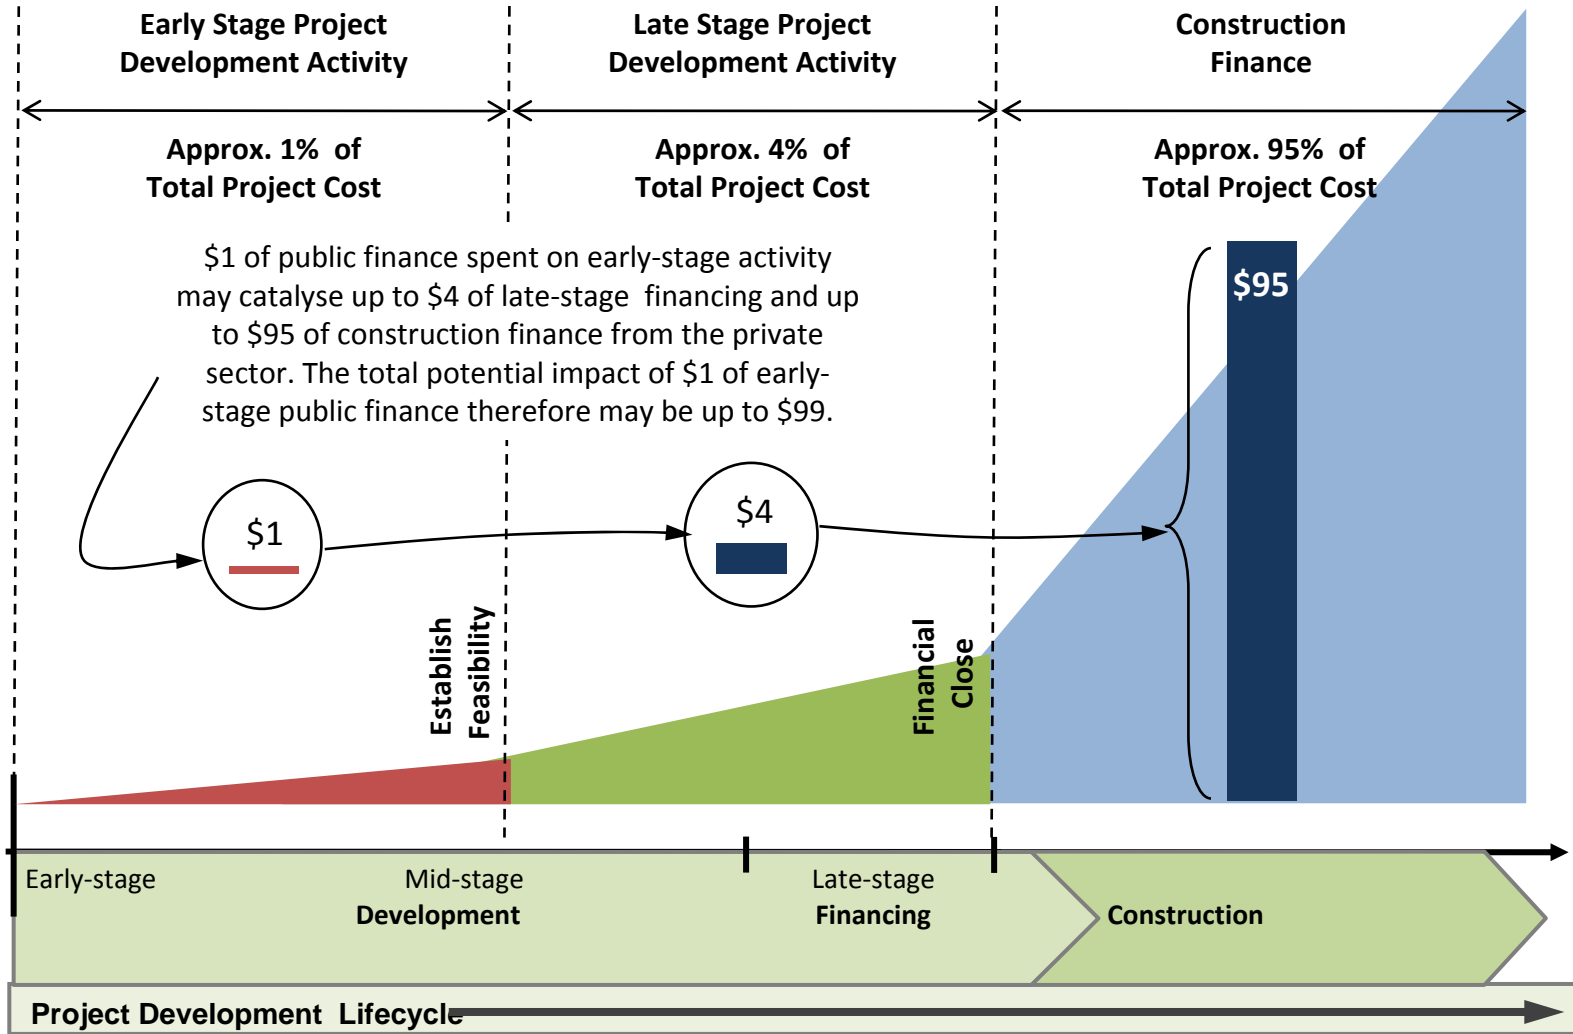 Early Stage Project
Development Activity
Late Stage Project
Development Activity
Construction
Finance
Approx. 1% of
Total Project Cost
Approx. 4% of
Total Project Cost
Approx. 95% of
Total Project Cost
$1 of public finance spent on early-stage activity
may catalyse up to $4 of late-stage financing and up
to $95 of construction finance from the private
sector. The total potential impact of $1 of early-
stage public finance therefore may be up to $99.
$1
$4
$95
Establish
Feasibility
Financial
Close
Early-stage
Mid-stage
Late-stage
Development
Financing
Construction
Project Development Lifecycle